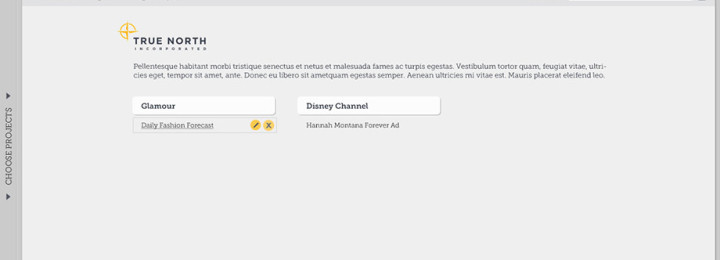 TRUE NORTH
INCORPORATED
Pellentesque habitant morbi tristique senectus et netus et malesuada fames ac turpis egestas. Vestibulum tortor quam, feugiat vitae, ultri-
cies eget, tempor sit amet, ante. Donec eu libero sit ametquam egestas semper. Aenean ultricies mi vitae est. Mauris placerat eleifend leo.
Glamour
Disney Channel
Daily Fashion Forecast
Hannah Montana Forever Ad
CHOOSE PROJECTS